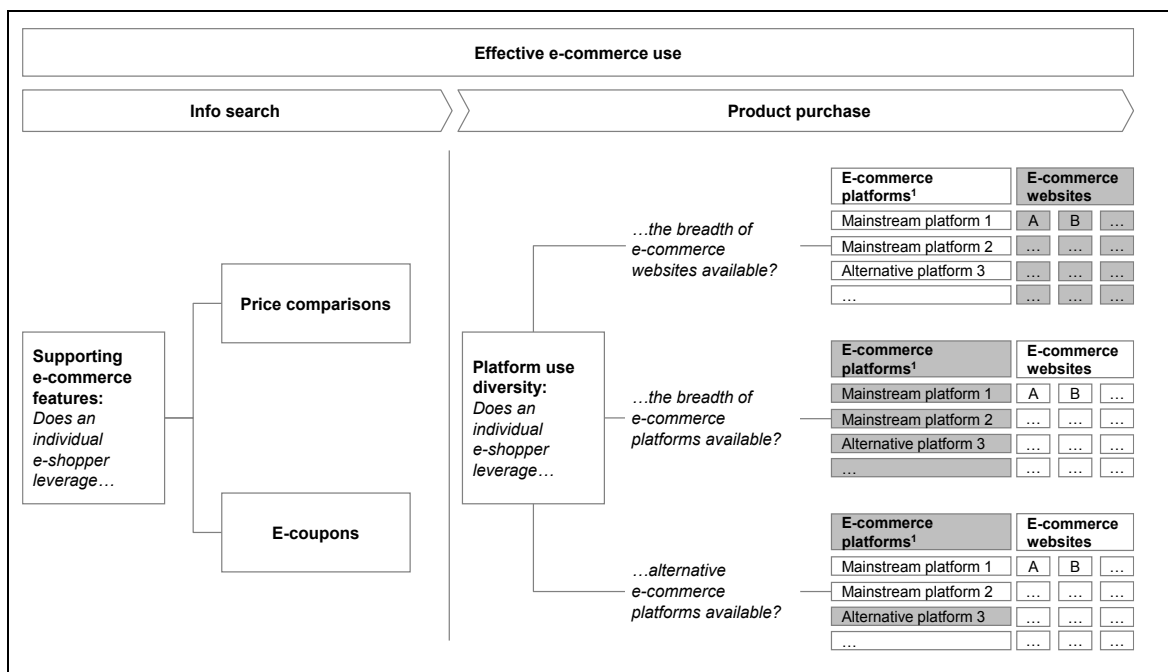 Effective e-commerce use
Info search
Product purchase
Supporting
e-commerce
features:
Does an
individual
e-shopper
leverage…
Price comparisons
E-coupons
Platform use
diversity:
Does an
individual
e-shopper
leverage…
…the breadth of
e-commerce
websites available?
E-commerce
platforms¹
E-commerce
websites
Mainstream platform 1 A B …
Mainstream platform 2 … … …
Alternative platform 3 … … …
… … … …
…the breadth of
e-commerce
platforms available?
E-commerce
platforms¹
E-commerce
websites
Mainstream platform 1 A B …
Mainstream platform 2 … … …
Alternative platform 3 … … …
… … … …
…alternative
e-commerce
platforms available?
E-commerce
platforms¹
E-commerce
websites
Mainstream platform 1 A B …
Mainstream platform 2 … … …
Alternative platform 3 … … …
… … … …